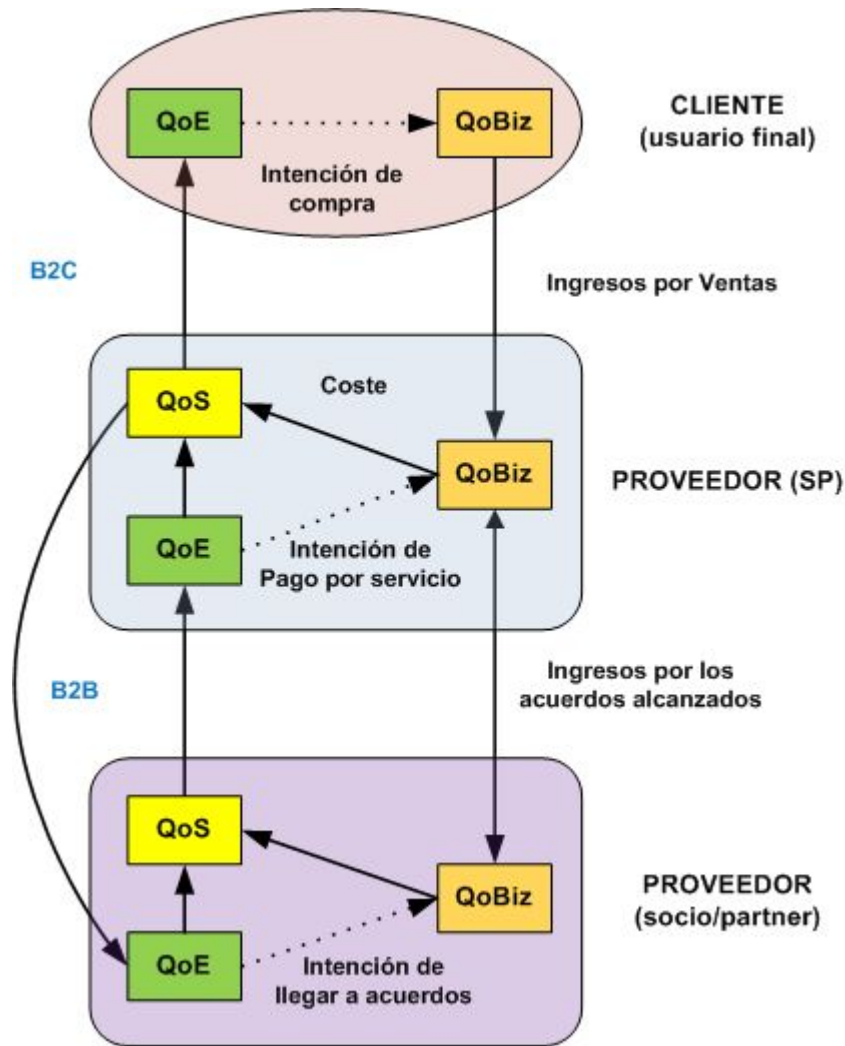 QoE
QoBiz
CLIENTE
(usuario final)
Intención de
compra
B2C
Ingresos por Ventas
QoS
Coste
QoBiz
PROVEEDOR (SP)
QoE
Intención de
Pago por servicio
B2B
Ingresos por los
acuerdos alcanzados
QoS
QoBiz
PROVEEDOR
(socio/partner)
QoE
Intención de
llegar a acuerdos